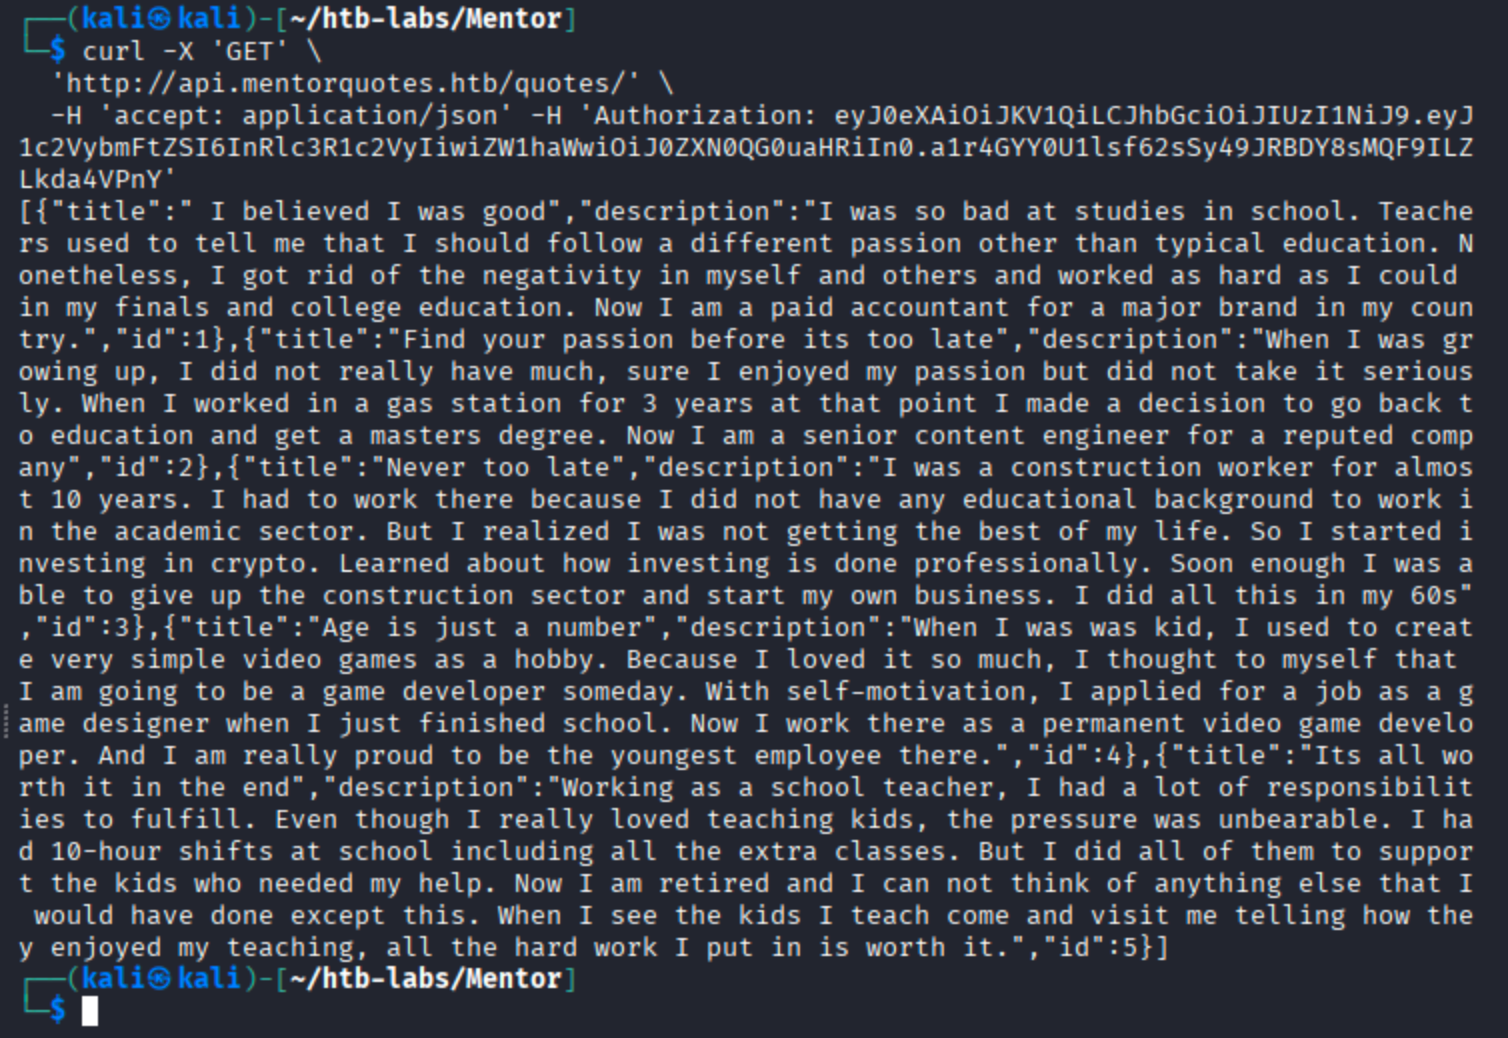 ┌──(kali㉿kali)-[~/htb-labs/Mentor]
└─$ curl -X 'GET' \
  'http://api.mentorquotes.htb/quotes/' \
  -H 'accept: application/json' -H 'Authorization: eyJ0eXAiOiJKV1QiLCJhbGciOiJIUzI1NiJ9.eyJ
1c2VybmFtZSI6InRlc3R1c2VyIiwiZW1haWwiOiJ0ZXN0QG0uaHRiIn0.a1r4GYY0U1lsf62sSy49JRBDY8sMQF9ILZ
Lkda4VPnY'
[{"title":" I believed I was good","description":"I was so bad at studies in school. Teache
rs used to tell me that I should follow a different passion other than typical education. N
onetheless, I got rid of the negativity in myself and others and worked as hard as I could
in my finals and college education. Now I am a paid accountant for a major brand in my coun
try.","id":1},{"title":"Find your passion before its too late","description":"When I was gr
owing up, I did not really have much, sure I enjoyed my passion but did not take it serious
ly. When I worked in a gas station for 3 years at that point I made a decision to go back t
o education and get a masters degree. Now I am a senior content engineer for a reputed comp
any","id":2},{"title":"Never too late","description":"I was a construction worker for almos
t 10 years. I had to work there because I did not have any educational background to work i
n the academic sector. But I realized I was not getting the best of my life. So I started i
nvesting in crypto. Learned about how investing is done professionally. Soon enough I was a
ble to give up the construction sector and start my own business. I did all this in my 60s"
,"id":3},{"title":"Age is just a number","description":"When I was was kid, I used to creat
e very simple video games as a hobby. Because I loved it so much, I thought to myself that
I am going to be a game developer someday. With self-motivation, I applied for a job as a g
ame designer when I just finished school. Now I work there as a permanent video game develo
per. And I am really proud to be the youngest employee there.","id":4},{"title":"Its all wo
rth it in the end","description":"Working as a school teacher, I had a lot of responsibilit
ies to fulfill. Even though I really loved teaching kids, the pressure was unbearable. I ha
d 10-hour shifts at school including all the extra classes. But I did all of them to suppor
t the kids who needed my help. Now I am retired and I can not think of anything else that I
 would have done except this. When I see the kids I teach come and visit me telling how the
y enjoyed my teaching, all the hard work I put in is worth it.","id":5}]
┌──(kali㉿kali)-[~/htb-labs/Mentor]
└─$